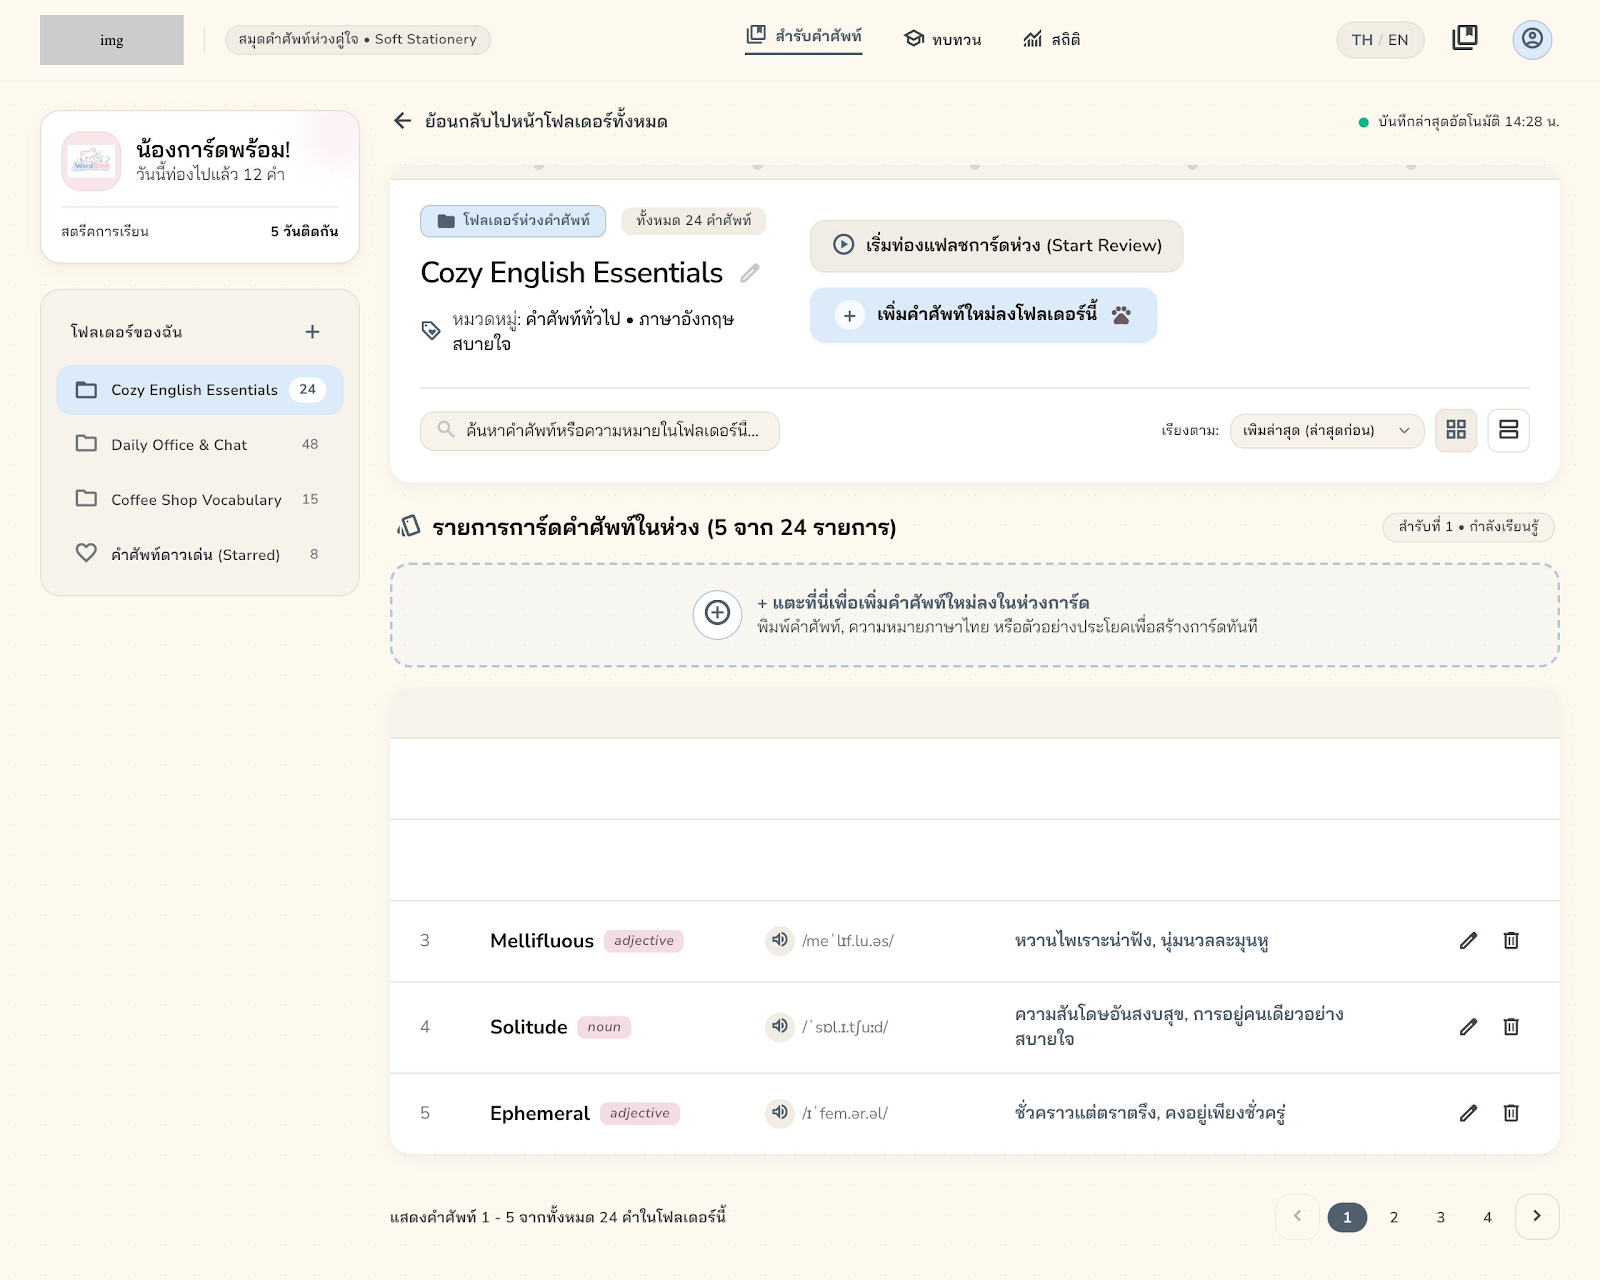 img
สมุดคำศัพท์ห่วงคู่ใจ • Soft Stationery
สำรับคำศัพท์
ทบทวน
สถิติ
TH / EN
น้องการ์ดพร้อม!
วันนี้ท่องไปแล้ว 12 คำ
สตรีคการเรียน
5 วันติดกัน
โฟลเดอร์ของฉัน
Cozy English Essentials 24
Daily Office & Chat 48
Coffee Shop Vocabulary 15
คำศัพท์ดาวเด่น (Starred) 8
ย้อนกลับไปหน้าโฟลเดอร์ทั้งหมด
บันทึกล่าสุดอัตโนมัติ 14:28 น.
โฟลเดอร์ห่วงคำศัพท์
ทั้งหมด 24 คำศัพท์
Cozy English Essentials
หมวดหมู่: คำศัพท์ทั่วไป • ภาษาอังกฤษ
สบายใจ
เริ่มท่องแฟลชการ์ดห่วง (Start Review)
เพิ่มคำศัพท์ใหม่ลงโฟลเดอร์นี้
ค้นหาคำศัพท์หรือความหมายในโฟลเดอร์นี้...
เรียงตาม:
เพิ่มล่าสุด (ล่าสุดก่อน)
รายการการ์ดคำศัพท์ในห่วง (5 จาก 24 รายการ)
สำรับที่ 1 • กำลังเรียนรู้
+ แตะที่นี่เพื่อเพิ่มคำศัพท์ใหม่ลงในห่วงการ์ด
พิมพ์คำศัพท์, ความหมายภาษาไทย หรือตัวอย่างประโยคเพื่อสร้างการ์ดทันที
3 Mellifluous adjective /meˈlɪf.lu.əs/ หวานไพเราะน่าฟัง, นุ่มนวลละมุนหู
4 Solitude noun /ˈsɒl.ɪ.tʃuːd/ ความสันโดษอันสงบสุข, การอยู่คนเดียวอย่าง
สบายใจ
5 Ephemeral adjective /ɪˈfem.ər.əl/ ชั่วคราวแต่ตราตรึง, คงอยู่เพียงชั่วครู่
แสดงคำศัพท์ 1 - 5 จากทั้งหมด 24 คำในโฟลเดอร์นี้
1 2 3 4